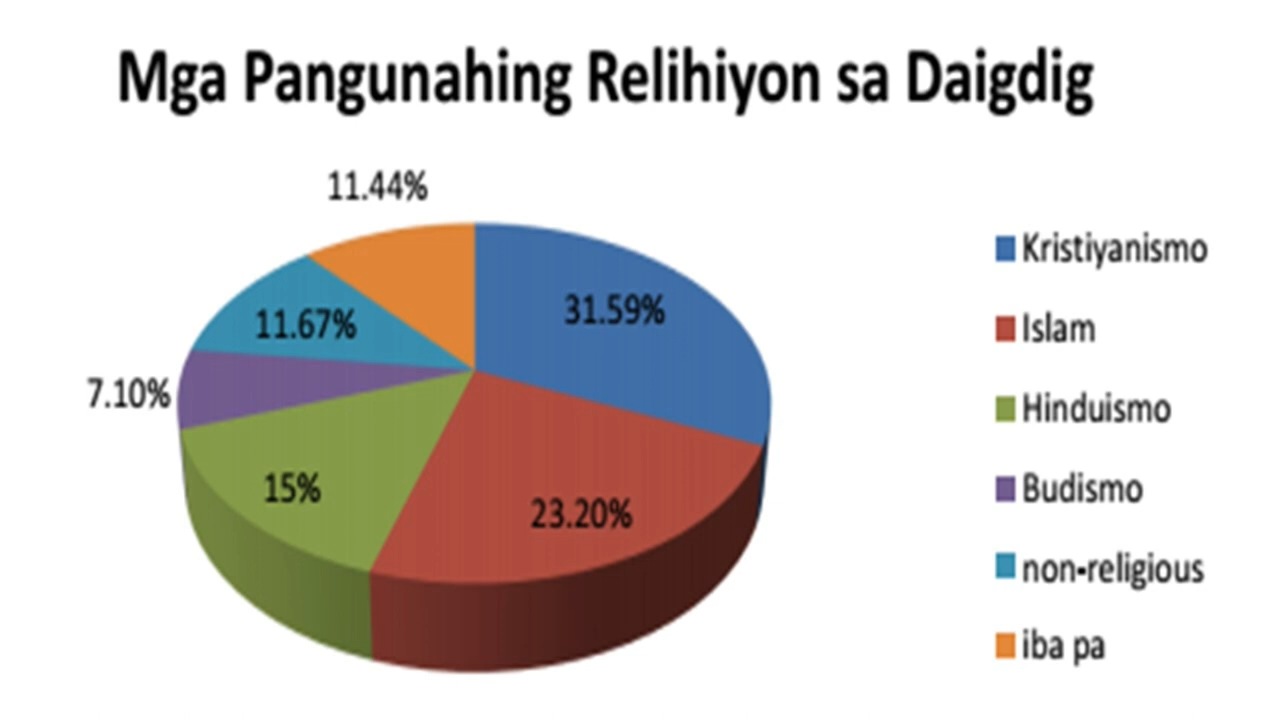 Mga Pangunahing Relihiyon sa Daigdig
11.44%
31.59%
11.67%
7.10%
15%
23.20%
Kristiyanismo
Islam
Hinduismo
Budismo
non-religious
iba pa